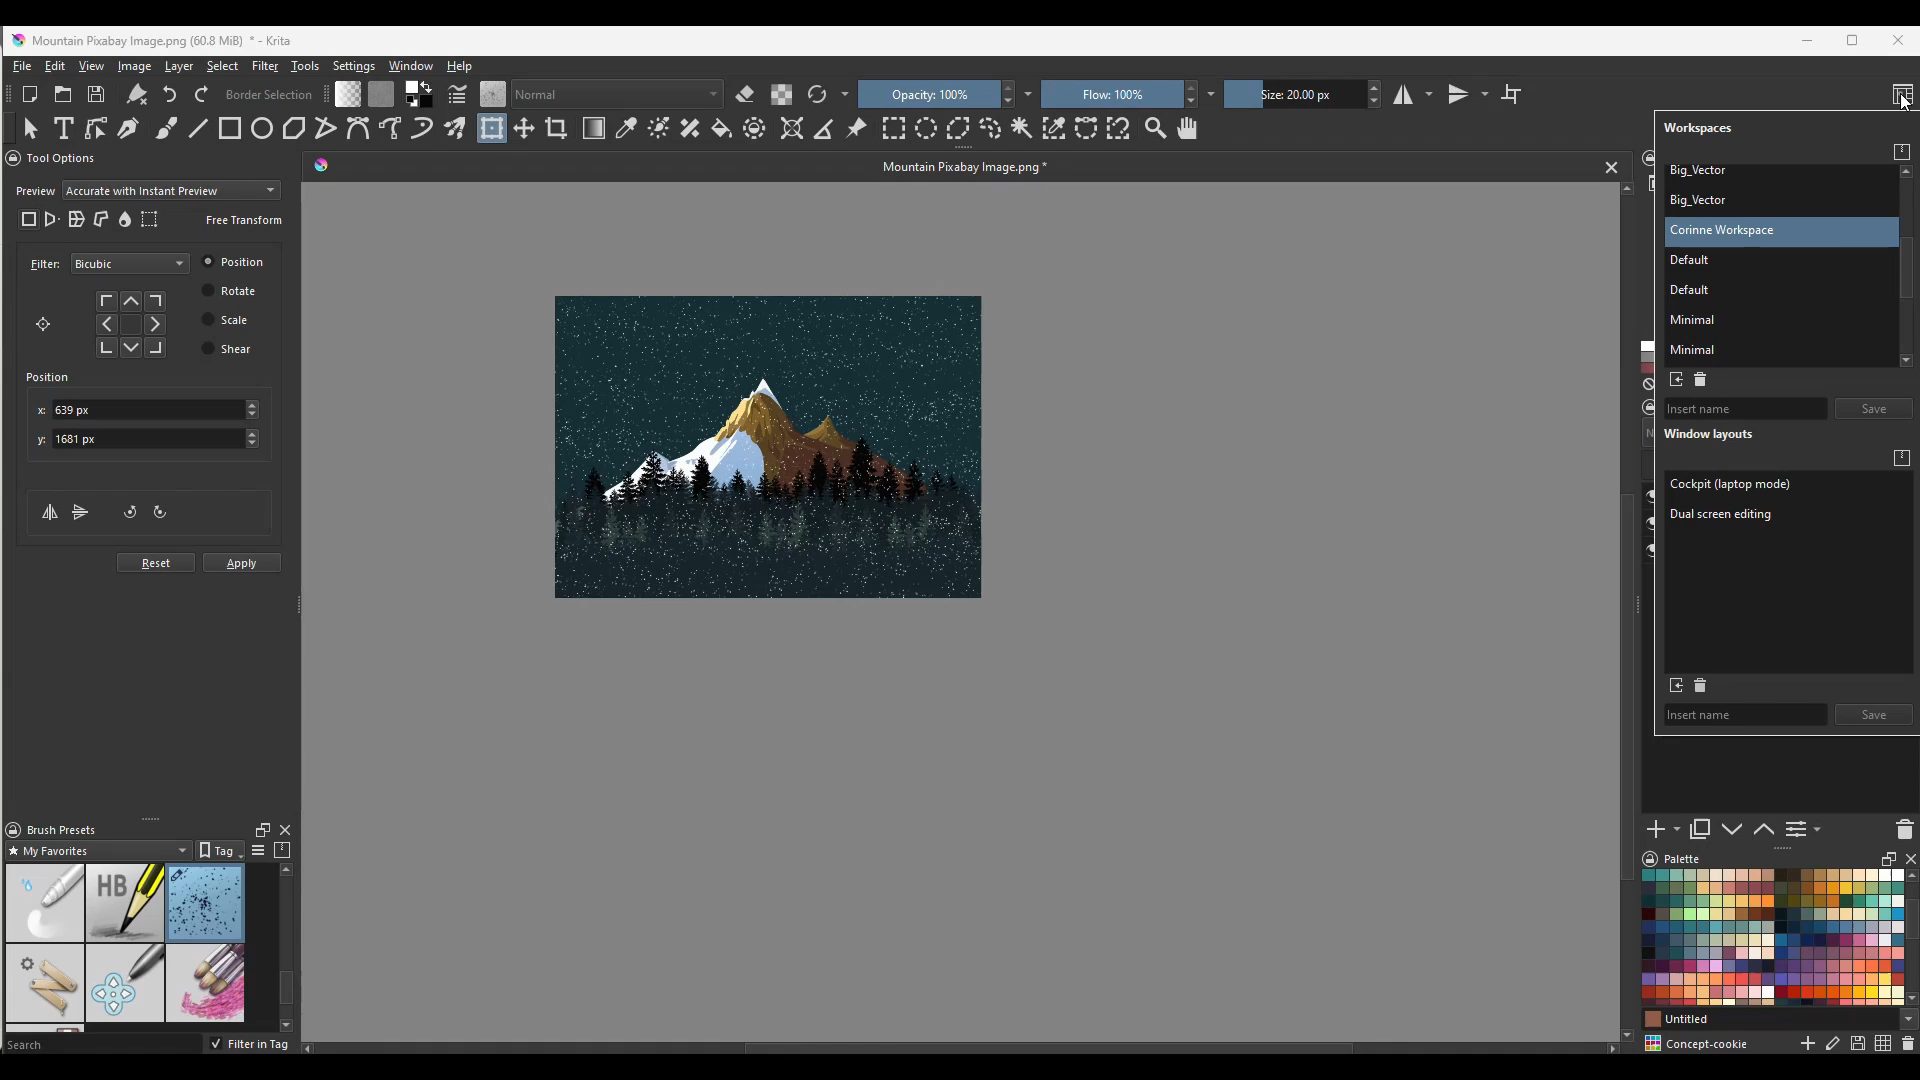 Mountain Pixabay Image.png (60.8 MiB) * - Krita
File Edit View Image Layer Select Filter Tools Settings Window Help
Border Selection
Normal
Opacity: 100%
Flow: 100%
Size: 20.00 px
Tool Options
Mountain Pixabay Image.png *
Preview Accurate with Instant Preview
Free Transform
Filter: Bicubic
Position
Rotate
Scale
Shear
Position
x: 639 px
y: 1681 px
Reset Apply
Brush Presets
★ My Favorites Tag
HB
Search
Filter in Tag
Workspaces
Big_Vector
Big_Vector
Corinne Workspace
Default
Default
Minimal
Minimal
Insert name Save
Window layouts
Cockpit (laptop mode)
Dual screen editing
Insert name Save
Palette
Untitled
Concept-cookie